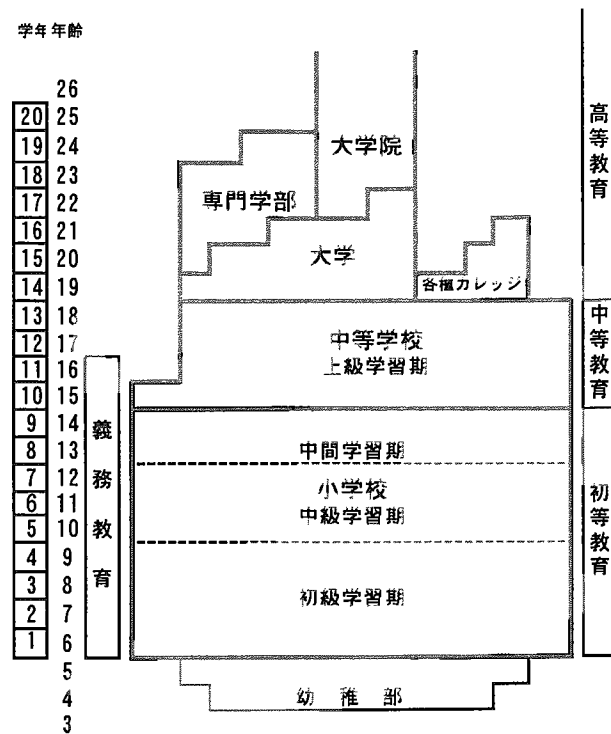 学年 年齢
26
20 25
19 24
18 23
17 22
16 21
15 20
14 19
13 18
12 17
11 16
10 15
9 14
8 13
7 12
6 11
5 10
4 9
3 8
2 7
1 6
5
4
3
義務教育
大学院
専門学部
大学
各種カレッジ
中等学校
上級学習期
中間学習期
小学校
中級学習期
初級学習期
幼稚部
高等教育
中等教育
初等教育